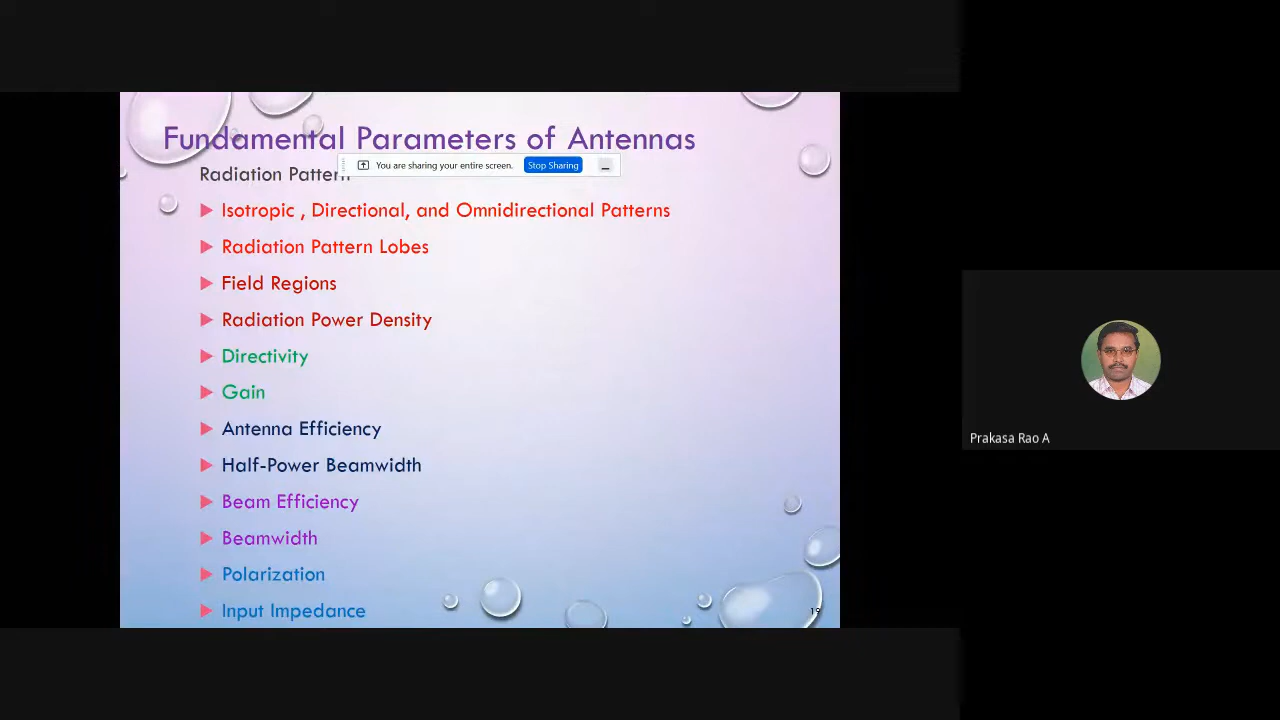 Fundamental Parameters of Antennas
You are sharing your entire screen. Stop Sharing
Radiation Pattern
Isotropic , Directional, and Omnidirectional Patterns
Radiation Pattern Lobes
Field Regions
Radiation Power Density
Directivity
Gain
Antenna Efficiency
Half-Power Beamwidth
Beam Efficiency
Beamwidth
Polarization
Input Impedance
19
Prakasa Rao A